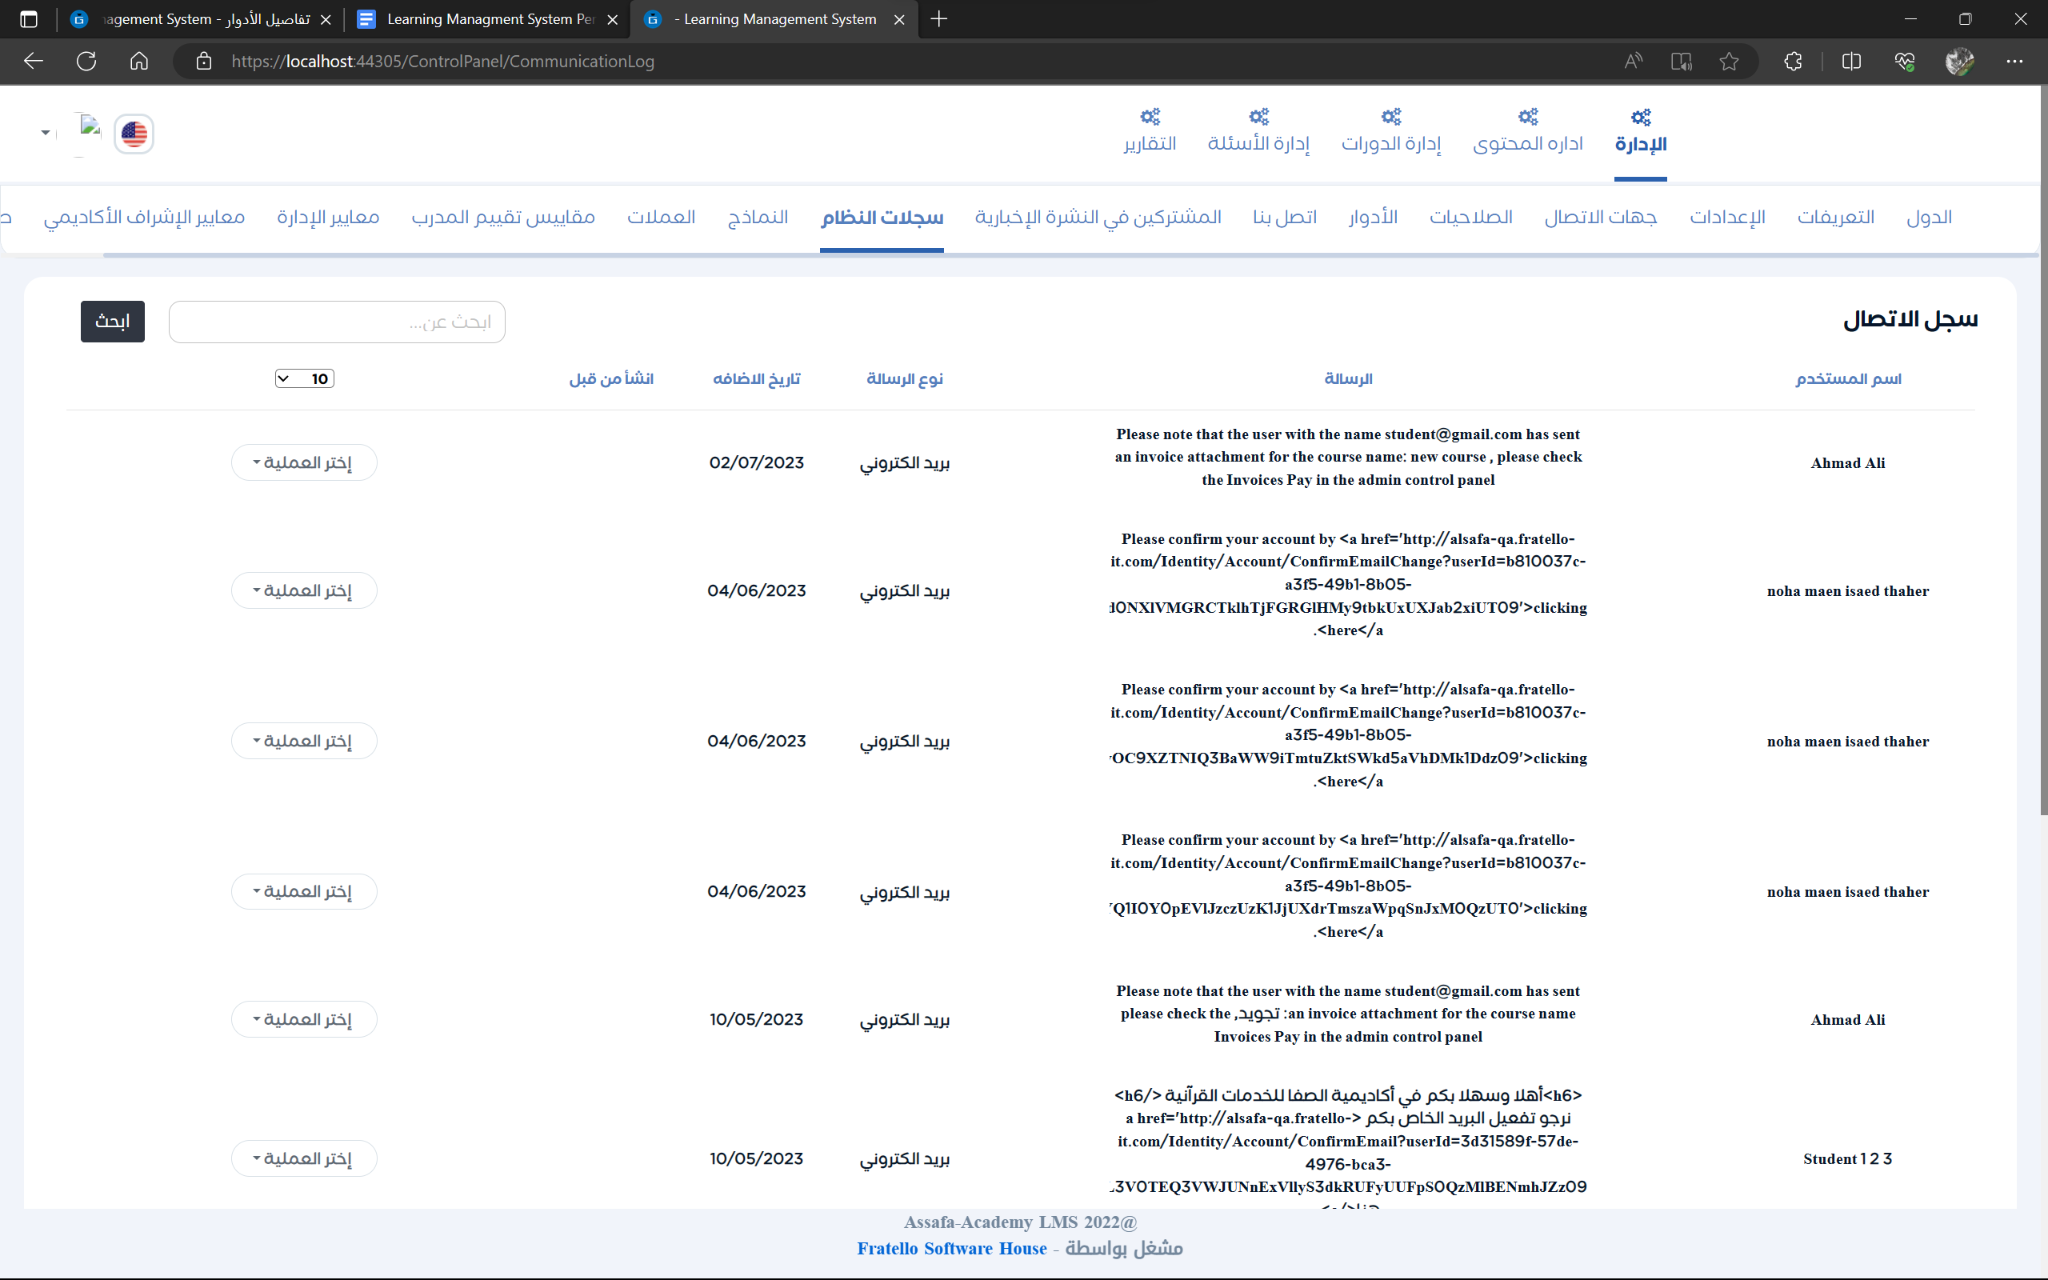 تفاصيل الأدوار - agement System
Learning Managment System Per
- Learning Management System
https://localhost:44305/ControlPanel/CommunicationLog
الإدارة
اداره المحتوى
إدارة الدورات
إدارة الأسئلة
التقارير
الدول
التعريفات
الإعدادات
جهات الاتصال
الصلاحيات
الأدوار
اتصل بنا
المشتركين في النشرة الإخبارية
سجلات النظام
النماذج
العملات
مقاييس تقييم المدرب
معايير الإدارة
معايير الإشراف الأكاديمي
سجل الاتصال
ابحث عن...
ابحث
اسم المستخدم
الرسالة
نوع الرسالة
تاريخ الاضافه
انشأ من قبل
10
Ahmad Ali
Please note that the user with the name student@gmail.com has sent
an invoice attachment for the course name: new course , please check
the Invoices Pay in the admin control panel
بريد الكتروني
02/07/2023
إختر العملية
noha maen isaed thaher
Please confirm your account by <a href='http://alsafa-qa.fratello-
it.com/Identity/Account/ConfirmEmailChange?userId=b810037c-
a3f5-49b1-8b05-
0NXlVMGRCTklhTjFGRGlHMy9tbkUxUXJab2xiUT09'>clicking
.<here</a
بريد الكتروني
04/06/2023
إختر العملية
noha maen isaed thaher
Please confirm your account by <a href='http://alsafa-qa.fratello-
it.com/Identity/Account/ConfirmEmailChange?userId=b810037c-
a3f5-49b1-8b05-
OC9XZTNIQ3BaWW9iTmtuZktSWkd5aVhDMk1Ddz09'>clicking
.<here</a
بريد الكتروني
04/06/2023
إختر العملية
noha maen isaed thaher
Please confirm your account by <a href='http://alsafa-qa.fratello-
it.com/Identity/Account/ConfirmEmailChange?userId=b810037c-
a3f5-49b1-8b05-
Q1I0Y0pEVlJzczUzK1JjUXdrTmszaWpqSnJxM0QzUT0'>clicking
.<here</a
بريد الكتروني
04/06/2023
إختر العملية
Ahmad Ali
Please note that the user with the name student@gmail.com has sent
please check the ,تجويد :an invoice attachment for the course name
Invoices Pay in the admin control panel
بريد الكتروني
10/05/2023
إختر العملية
Student 1 2 3
<h6>أهلا وسهلا بكم في أكاديمية الصفا للخدمات القرآنية </h6>
نرجو تفعيل البريد الخاص بكم <a href='http://alsafa-qa.fratello-
it.com/Identity/Account/ConfirmEmail?userId=3d31589f-57de-
4976-bca3-
3V0TEQ3VWJUNnExVllyS3dkRUFyUUFpS0QzMlBENmhJZz09
بريد الكتروني
10/05/2023
إختر العملية
Assafa-Academy LMS 2022@
مشغل بواسطة - Fratello Software House